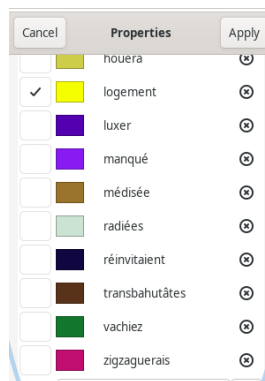 Cancel Properties Apply
houera
logement
luxer
manqué
médisée
radiées
réinvitaient
transbahutâtes
vachiez
zigzaguerais